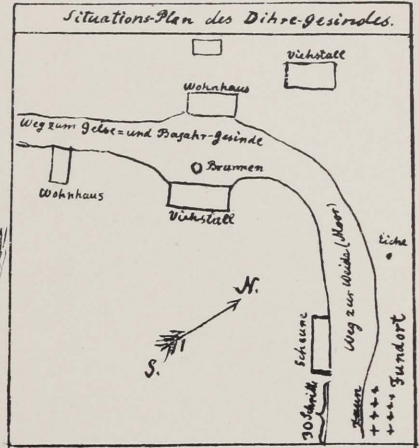 Situations-Plan des Dihre-Gesindes.
Viehstall
Wohnhaus
Weg zum Gelse= und Bajahr-Gesinde
Brunnen
Wohnhaus
Viehstall
Eiche
Weg zur Weide (Moor)
N.
S.
Scheune
30 Schritt
Zaun
Fundort